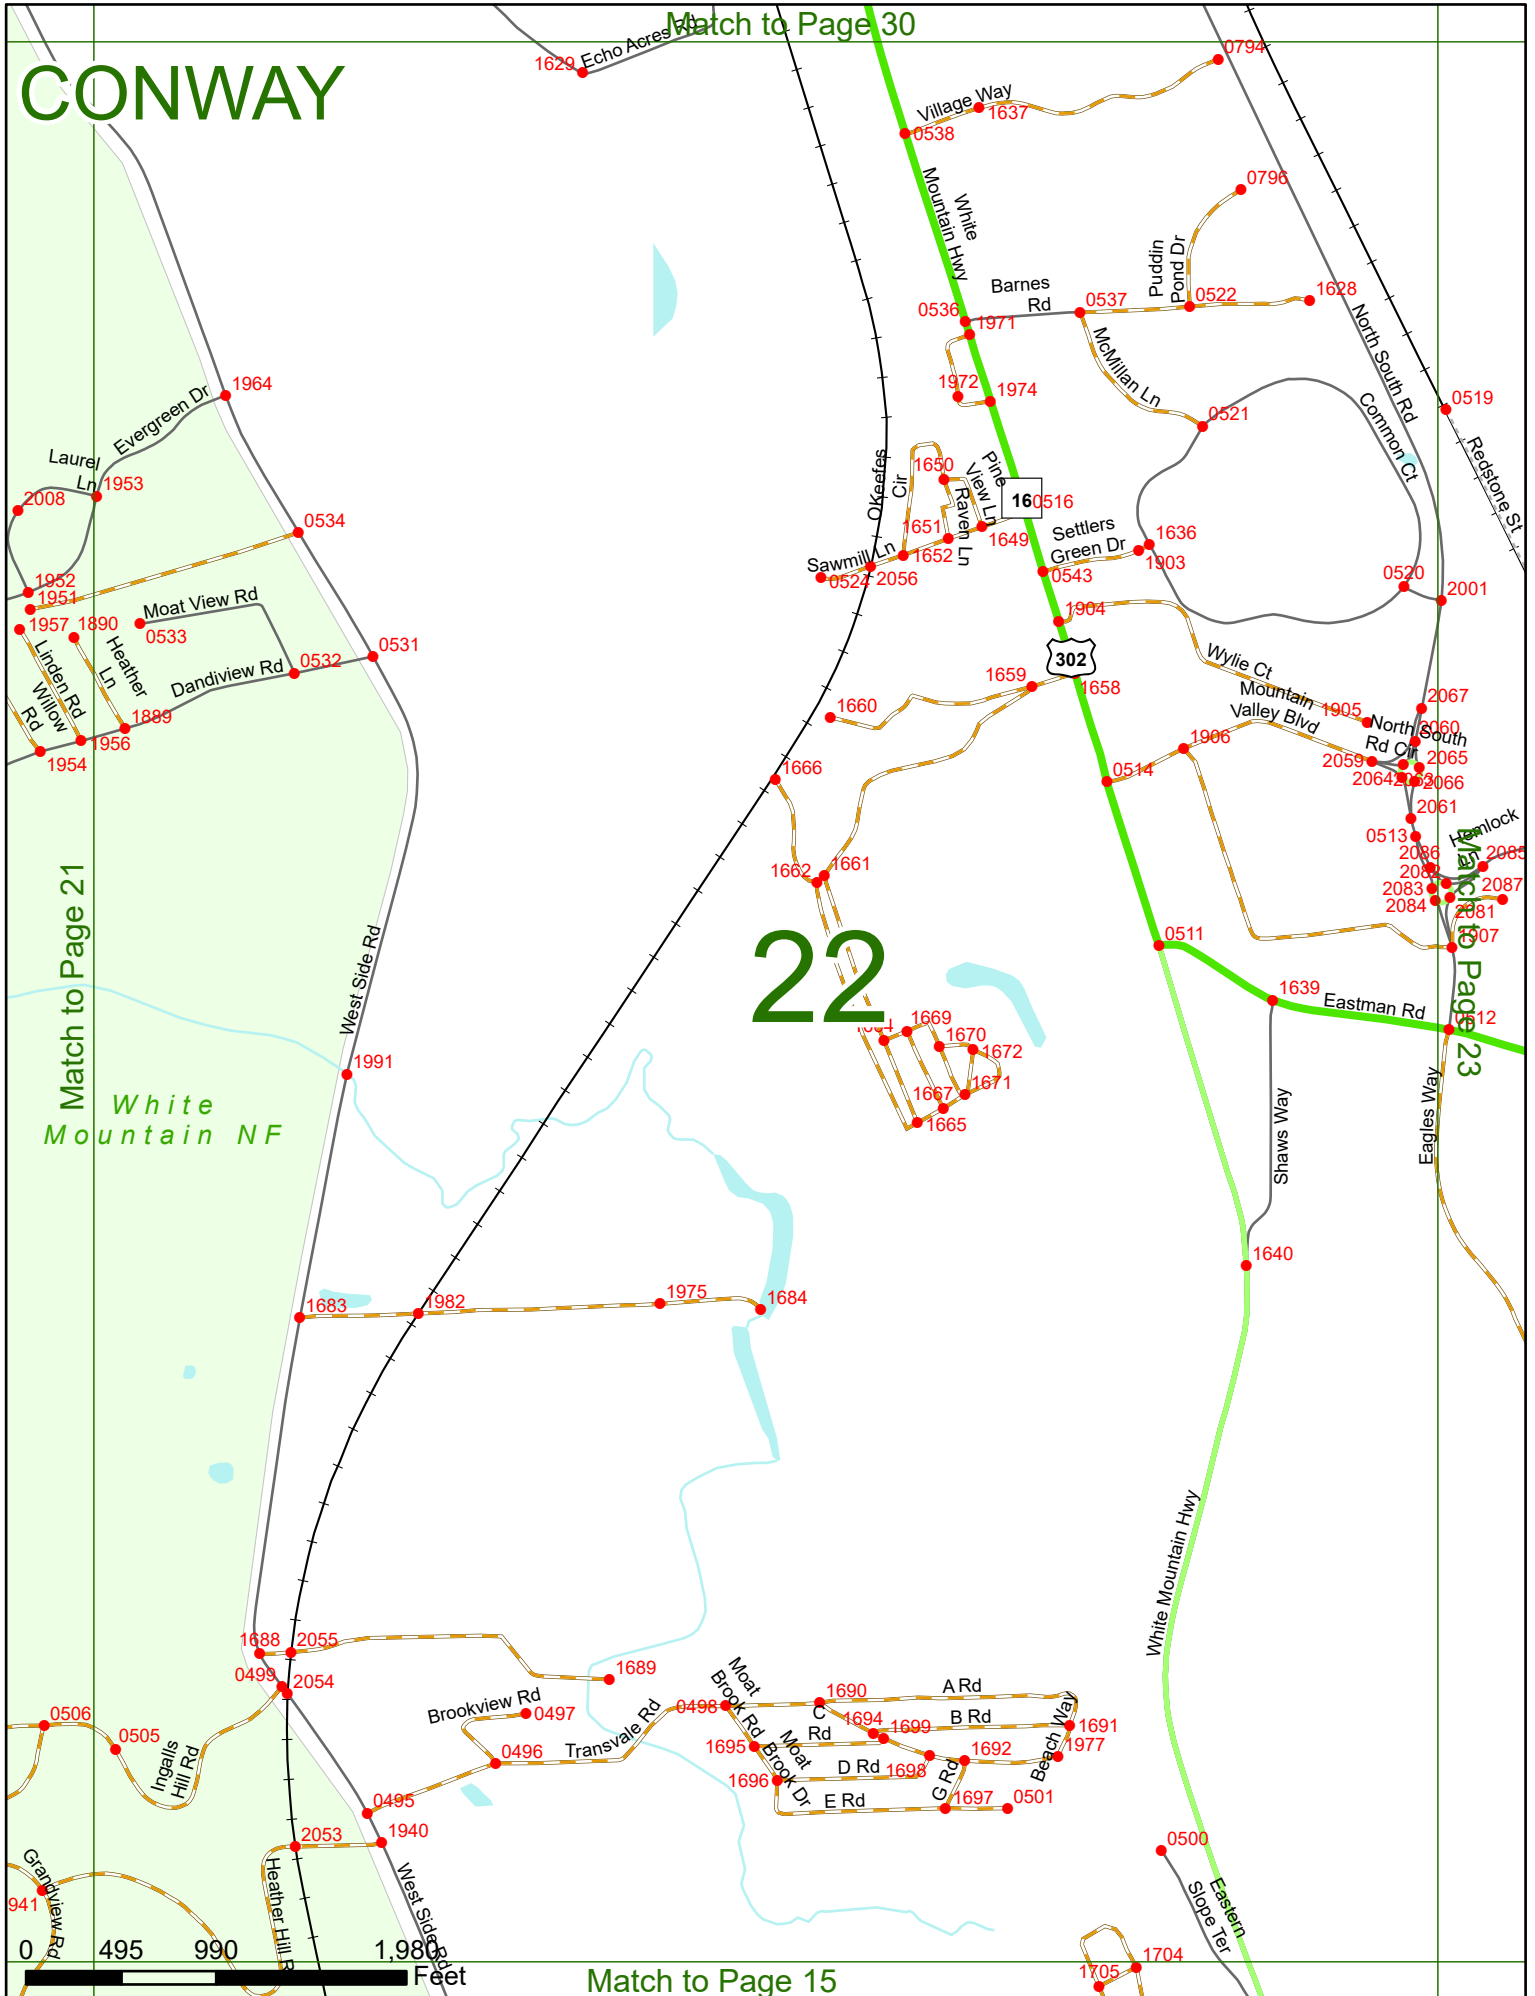 Match to Page 30
CONWAY
1629
Echo Acres Rd
0794
Village Way
1637
0538
White
Mountain Hwy
0796
Puddin
Pond Dr
Barnes
Rd
0536
0537
0522
1628
1971
McMillan Ln
North South Rd
1964
1972
1974
0521
0519
Evergreen Dr
Common Ct
Redstone St
Laurel
Ln
1953
2008
OKeefes
Cir
1650
Raven Ln
Pine
View Ln
16
0516
0534
1651
1649
Settlers
Green Dr
1636
1903
Sawmill Ln
1652
0524
2056
0543
0520
2001
1952
1951
Moat View Rd
0533
1957
1890
Linden Rd
Heather
Ln
Willow
Rd
0531
0532
Dandiview Rd
1904
302
Wylie Ct
1659
1658
1889
1956
1954
1660
Mountain
Valley Blvd
1905
2067
North South
Rd Cir
2060
1906
2059
2065
2064
2066
1666
0514
2061
0513
Hemlock
Ln
2086
2085
1661
1662
2082
2083
2087
2084
2081
Match to Page 21
Match to Page 23
22
0511
1907
West Side Rd
1639
Eastman Rd
1669
1670
1672
1671
1667
1665
1991
White
Mountain NF
Shaws Way
Eagles Way
1640
1683
1982
1975
1684
White Mountain Hwy
1688
2055
0499
2054
1689
0506
0505
Ingalls
Hill Rd
Brookview Rd
0497
0496
Transvale Rd
0498
Moat
Brook Rd
1690
A Rd
C
Rd
1694
1699
B Rd
1691
Beach Way
1695
Moat
Brook Dr
1692
1977
1696
D Rd
1698
G Rd
E Rd
1697
0501
0495
2053
1940
0500
Grandview Rd
941
Heather Hill R
West Side Rd
Eastern
Slope Ter
1704
1705
0 495 990 1,980
Feet
Match to Page 15